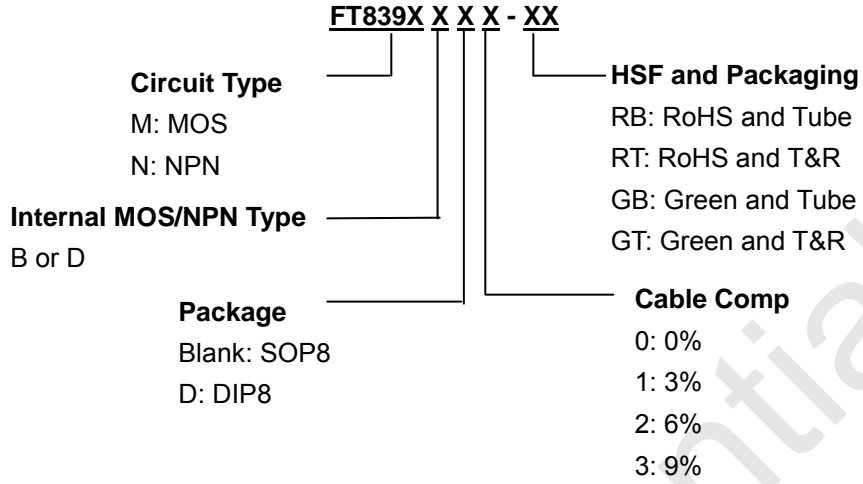 FT839X X X X - XX
Circuit Type
M: MOS
N: NPN
Internal MOS/NPN Type
B or D
Package
Blank: SOP8
D: DIP8
HSF and Packaging
RB: RoHS and Tube
RT: RoHS and T&R
GB: Green and Tube
GT: Green and T&R
Cable Comp
0: 0%
1: 3%
2: 6%
3: 9%
ntial